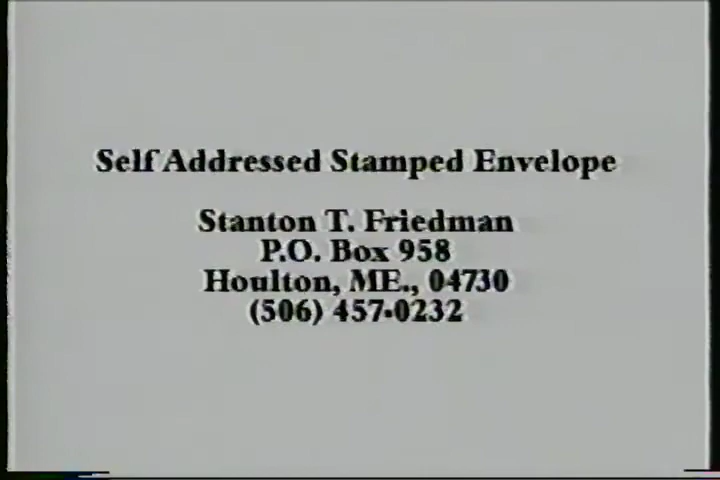 Self Addressed Stamped Envelope
Stanton T. Friedman
P.O. Box 958
Houlton, ME., 04730
(506) 457-0232